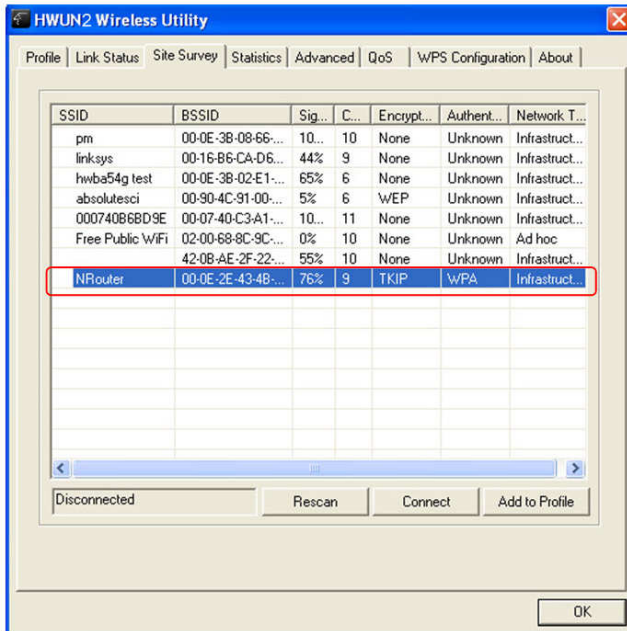 HWUN2 Wireless Utility
Profile Link Status Site Survey Statistics Advanced QoS WPS Configuration About
SSID BSSID Sig... C... Encrypt... Authent... Network T...
pm 00-0E-3B-08-66-... 10... 10 None Unknown Infrastruct...
linksys 00-16-B6-CA-D6... 44% 9 None Unknown Infrastruct...
hwba54g test 00-0E-3B-02-E1-... 65% 6 None Unknown Infrastruct...
absolutesci 00-90-4C-91-00-... 5% 6 WEP Unknown Infrastruct...
000740B6BD9E 00-07-40-C3-A1-... 10... 11 None Unknown Infrastruct...
Free Public WiFi 02-00-68-8C-9C-... 0% 10 None Unknown Ad hoc
42-0B-AE-2F-22-... 55% 10 None Unknown Infrastruct...
NRouter 00-0E-2E-43-4B-... 76% 9 TKIP WPA Infrastruct...
Disconnected Rescan Connect Add to Profile
OK